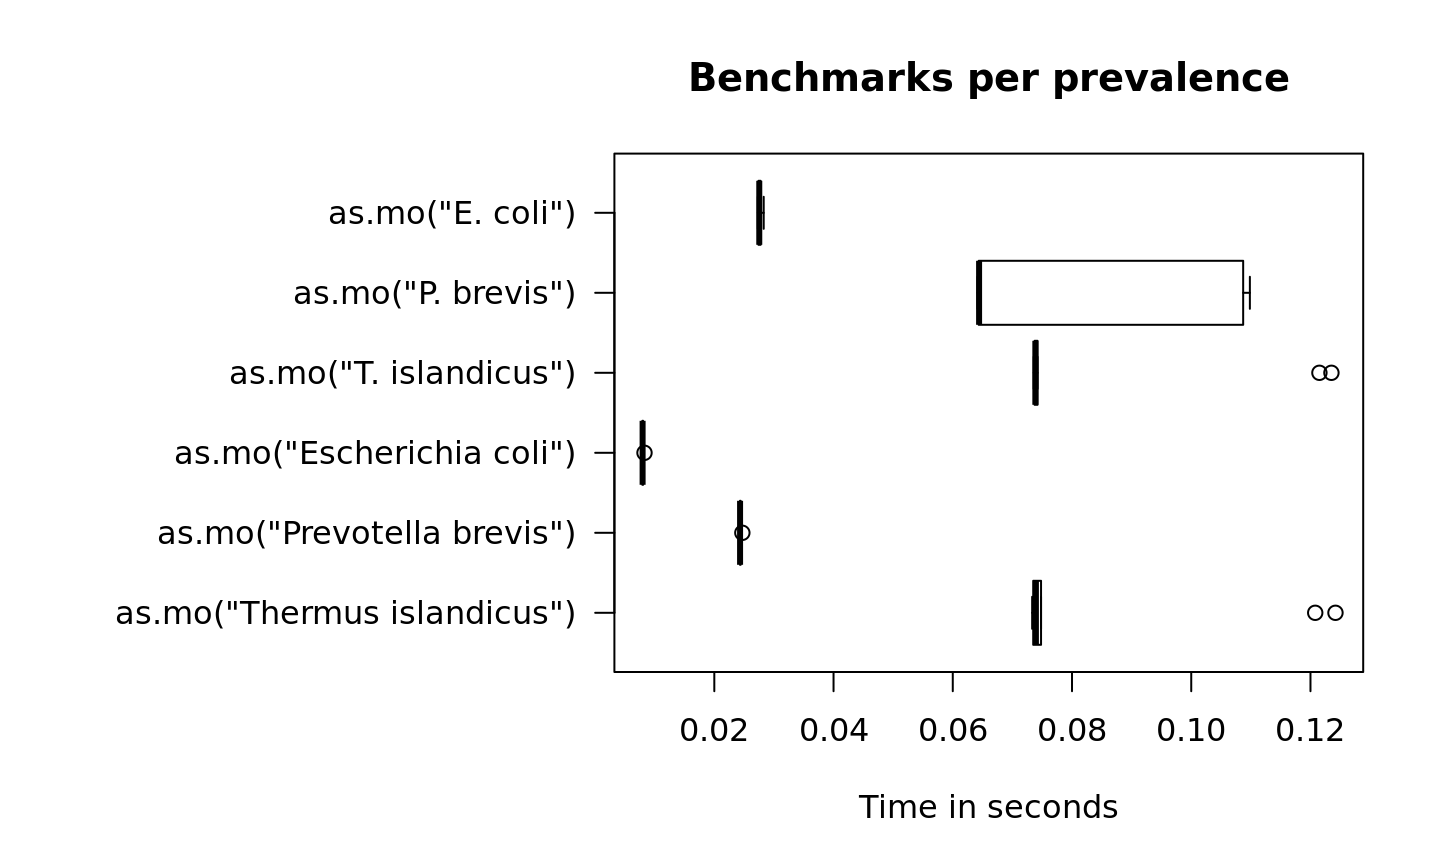 Benchmarks per prevalence
as.mo("E. coli")
as.mo("P. brevis")
as.mo("T. islandicus")
as.mo("Escherichia coli")
as.mo("Prevotella brevis")
as.mo("Thermus islandicus")
0.02 0.04 0.06 0.08 0.10 0.12
Time in seconds